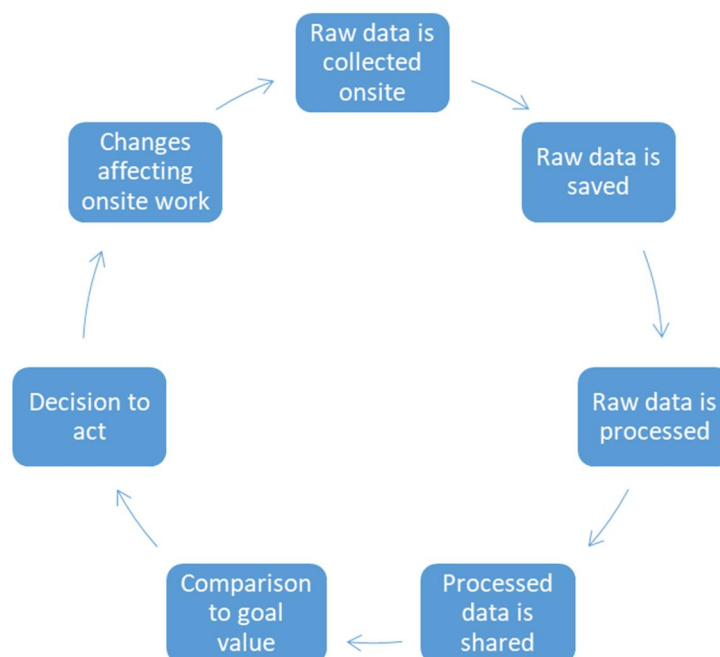 Raw data is
collected
onsite
Raw data is
saved
Raw data is
processed
Processed
data is
shared
Comparison
to goal
value
Decision to
act
Changes
affecting
onsite work